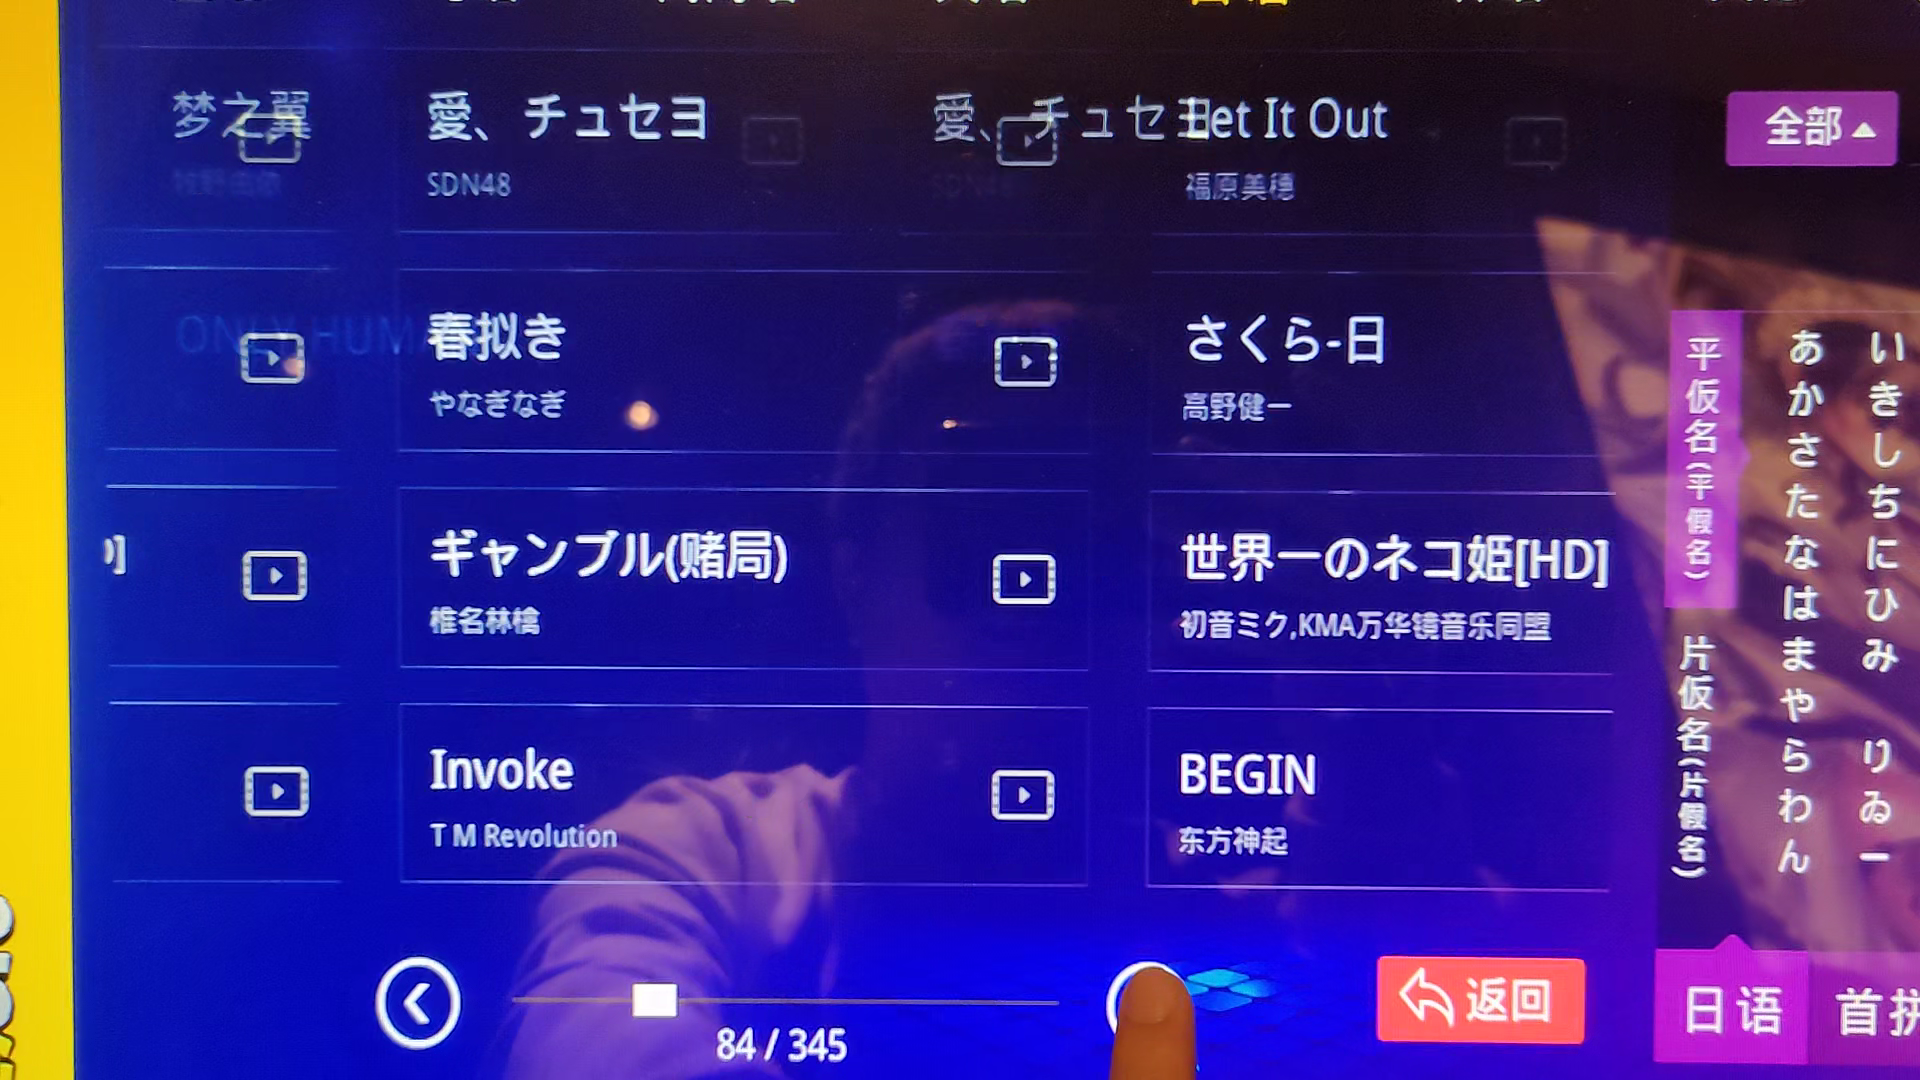 梦之翼
愛、チュセヨ
SDN48
愛、チュセヨ
Let It Out
福原美穂
全部
ONLY HUM
春拟き
やなぎなぎ
さくら-日
高野健一
ギャンブル(赌局)
椎名林檎
世界一のネコ姫[HD]
初音ミク,KMA万华镜音乐同盟
Invoke
T M Revolution
BEGIN
东方神起
平仮名(平假名)
片仮名(片假名)
あかさたなはまやらわん
いきしちにひみ りゐー
84 / 345
返回
日语
首拼